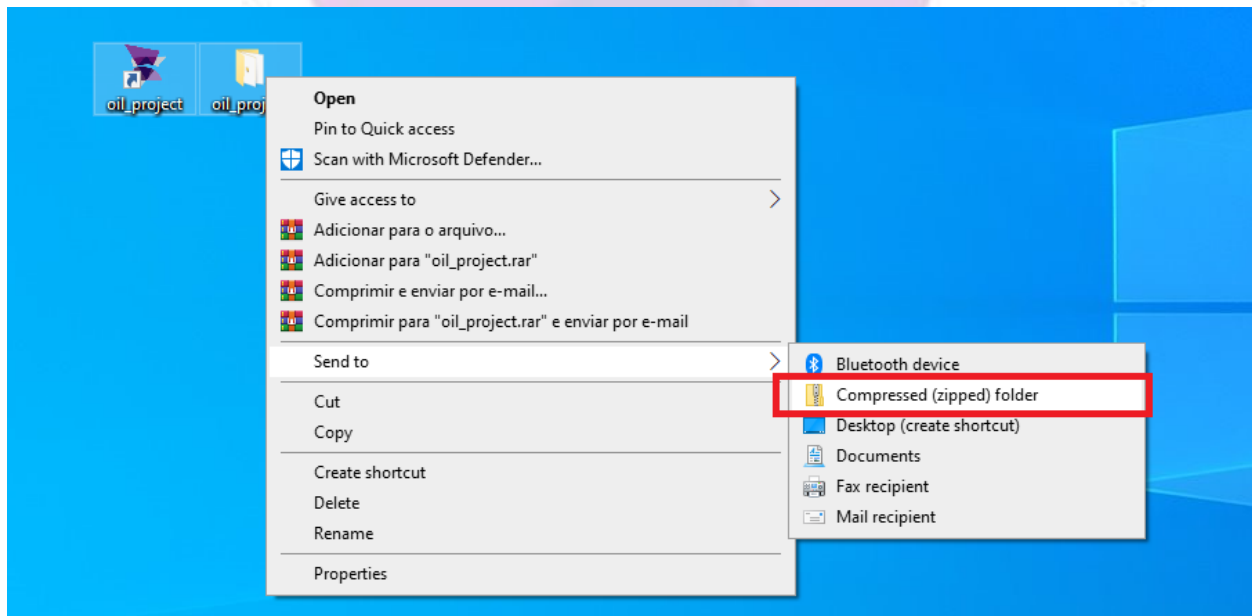 oil_project
oil_proj
Open
Pin to Quick access
Scan with Microsoft Defender...
Give access to
Adicionar para o arquivo...
Adicionar para "oil_project.rar"
Comprimir e enviar por e-mail...
Comprimir para "oil_project.rar" e enviar por e-mail
Send to
Cut
Copy
Create shortcut
Delete
Rename
Properties
Bluetooth device
Compressed (zipped) folder
Desktop (create shortcut)
Documents
Fax recipient
Mail recipient